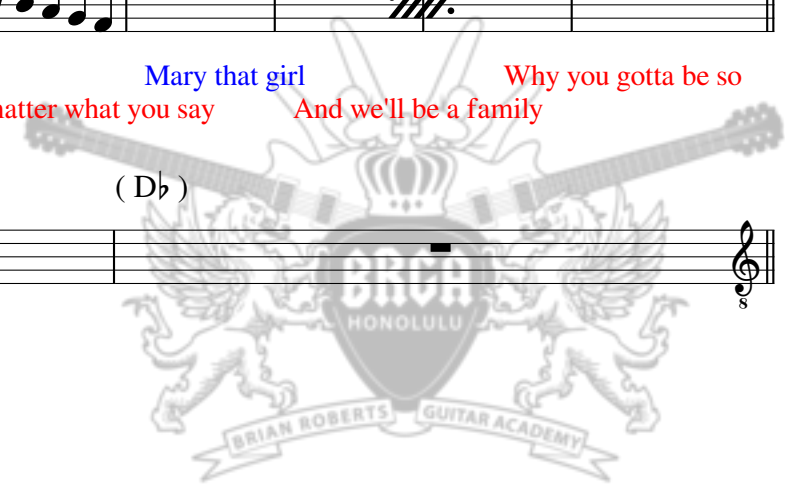 Mary that girl
Why you gotta be so
matter what you say
And we'll be a family
( D♭ )
8
BRGA
HONOLULU
BRIAN ROBERTS
GUITAR ACADEMY